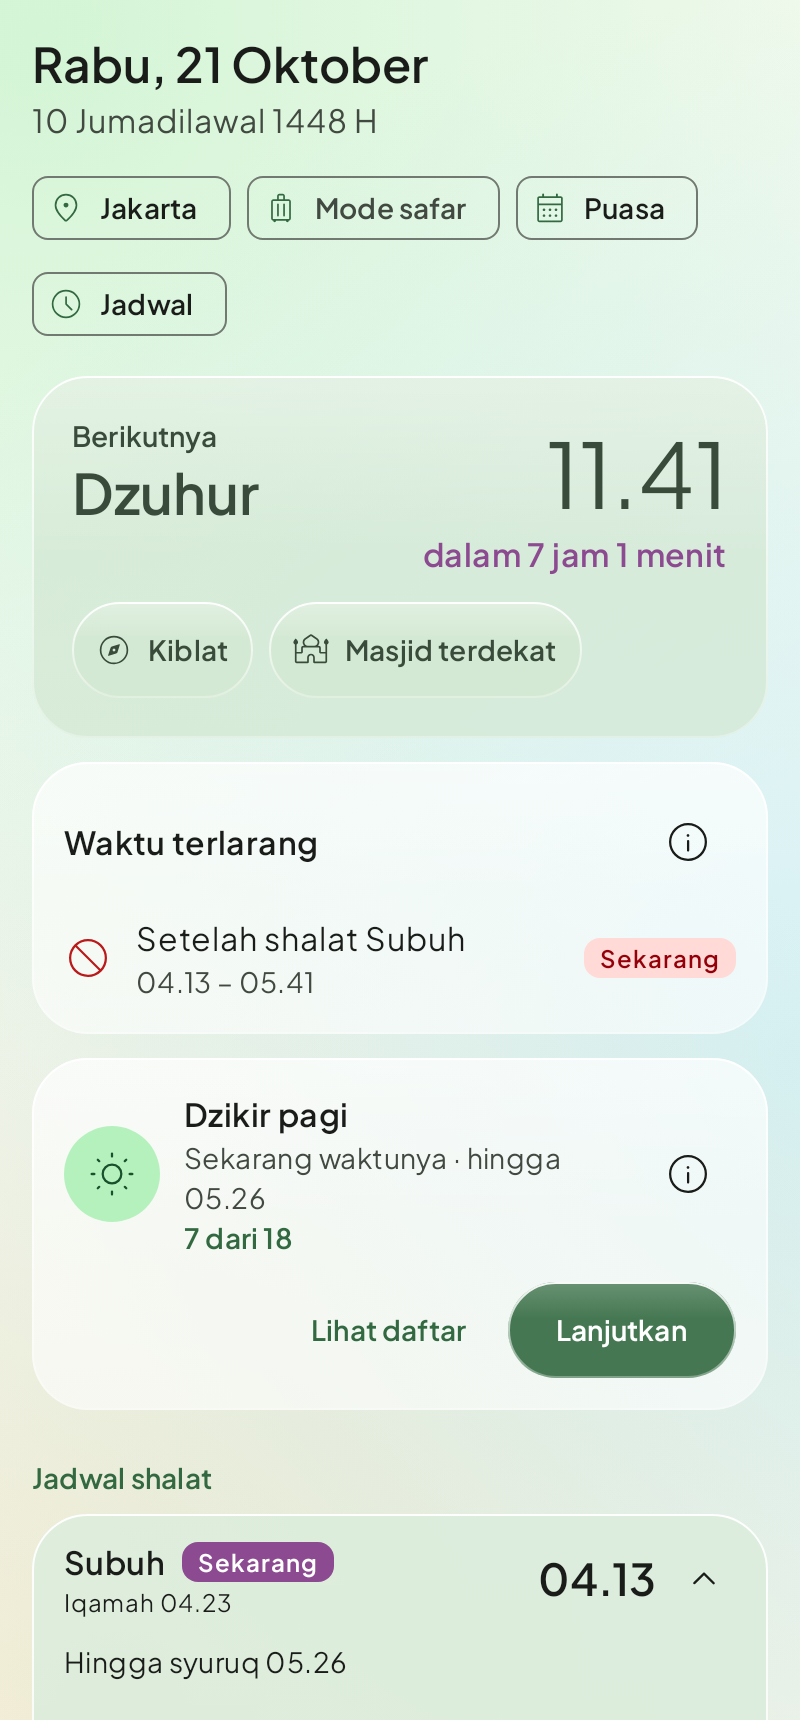 Rabu, 21 Oktober
10 Jumadilawal 1448 H
Jakarta
Mode safar
Puasa
Jadwal
Berikutnya
Dzuhur
11.41
dalam 7 jam 1 menit
Kiblat
Masjid terdekat
Waktu terlarang
Setelah shalat Subuh
04.13 – 05.41
Sekarang
Dzikir pagi
Sekarang waktunya · hingga
05.26
7 dari 18
Lihat daftar
Lanjutkan
Jadwal shalat
Subuh
Sekarang
04.13
Iqamah 04.23
Hingga syuruq 05.26